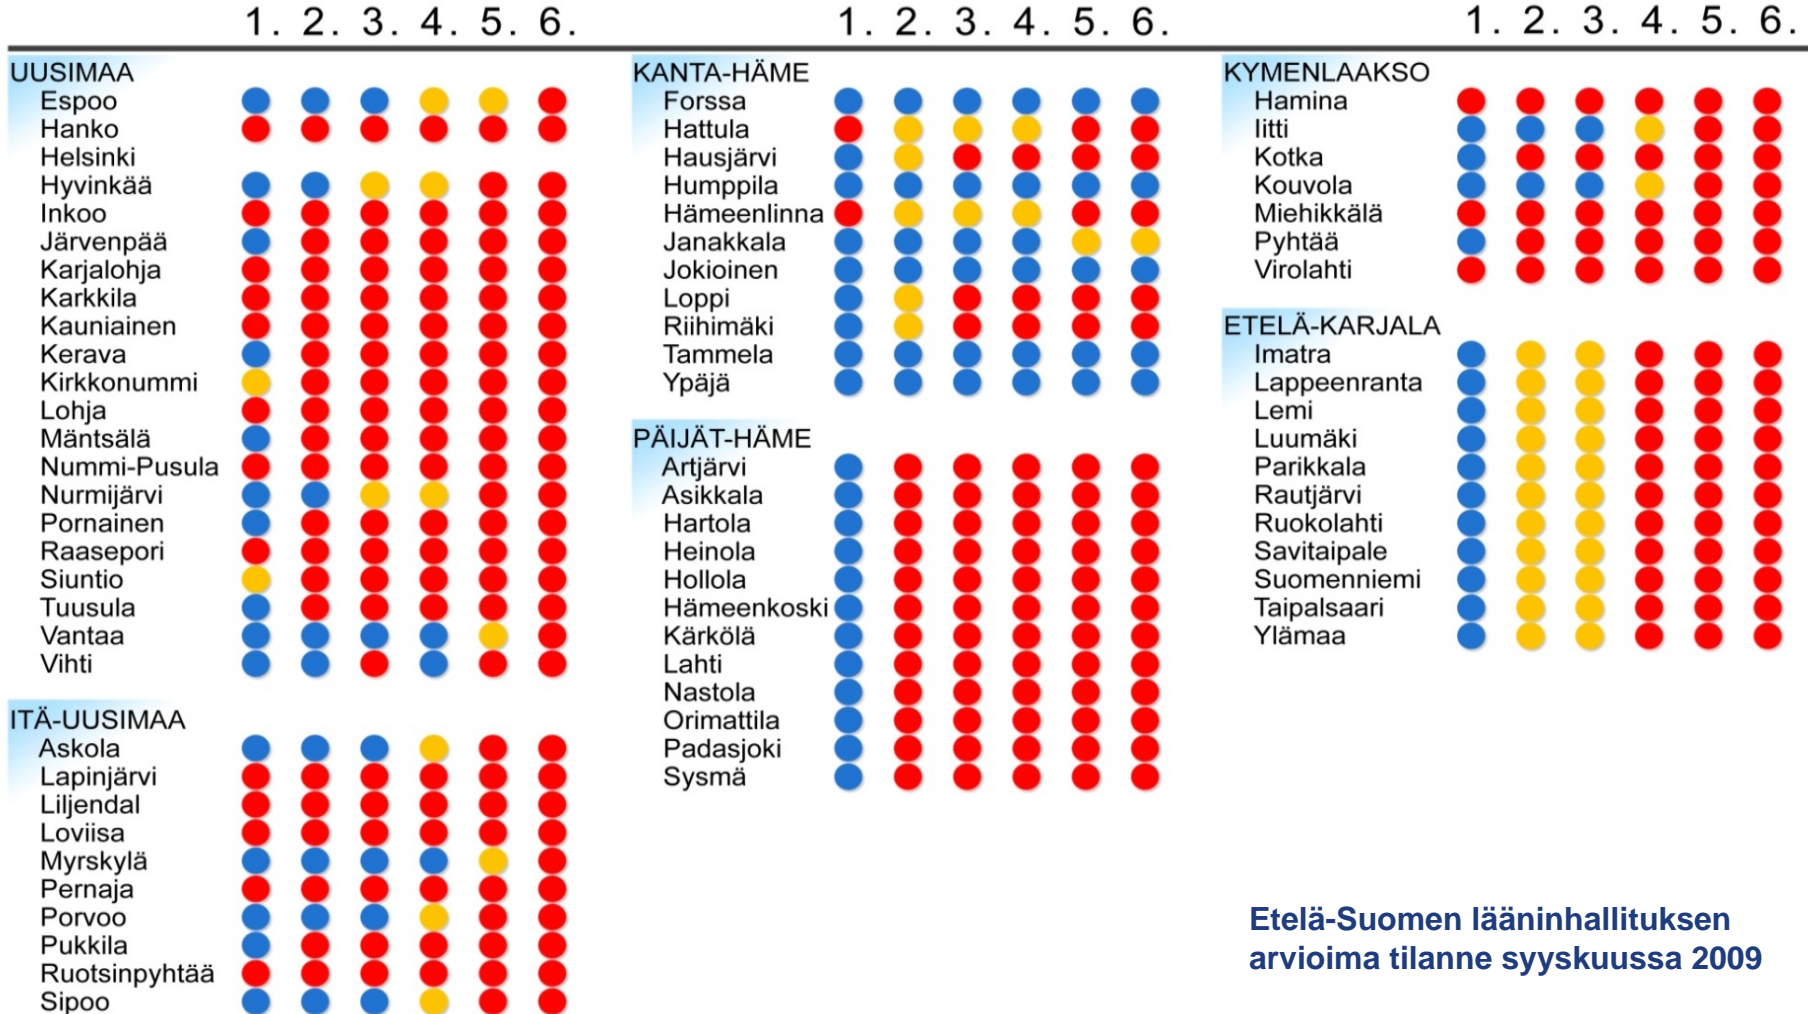 1. 2. 3. 4. 5. 6.
UUSIMAA
Espoo
Hanko
Helsinki
Hyvinkää
Inkoo
Järvenpää
Karjalohja
Karkkila
Kauniainen
Kerava
Kirkkonummi
Lohja
Mäntsälä
Nummi-Pusula
Nurmijärvi
Pornainen
Raasepori
Siuntio
Tuusula
Vantaa
Vihti
ITÄ-UUSIMAA
Askola
Lapinjärvi
Liljendal
Loviisa
Myrskylä
Pernaja
Porvoo
Pukkila
Ruotsinpyhtää
Sipoo
1. 2. 3. 4. 5. 6.
KANTA-HÄME
Forssa
Hattula
Hausjärvi
Humppila
Hämeenlinna
Janakkala
Jokioinen
Loppi
Riihimäki
Tammela
Ypäjä
PÄIJÄT-HÄME
Artjärvi
Asikkala
Hartola
Heinola
Hollola
Hämeenkoski
Kärkölä
Lahti
Nastola
Orimattila
Padasjoki
Sysmä
1. 2. 3. 4. 5. 6.
KYMENLAAKSO
Hamina
Iitti
Kotka
Kouvola
Miehikkälä
Pyhtää
Virolahti
ETELÄ-KARJALA
Imatra
Lappeenranta
Lemi
Luumäki
Parikkala
Rautjärvi
Ruokolahti
Savitaipale
Suomenniemi
Taipalsaari
Ylämaa
Etelä-Suomen lääninhallituksen
arvioima tilanne syyskuussa 2009